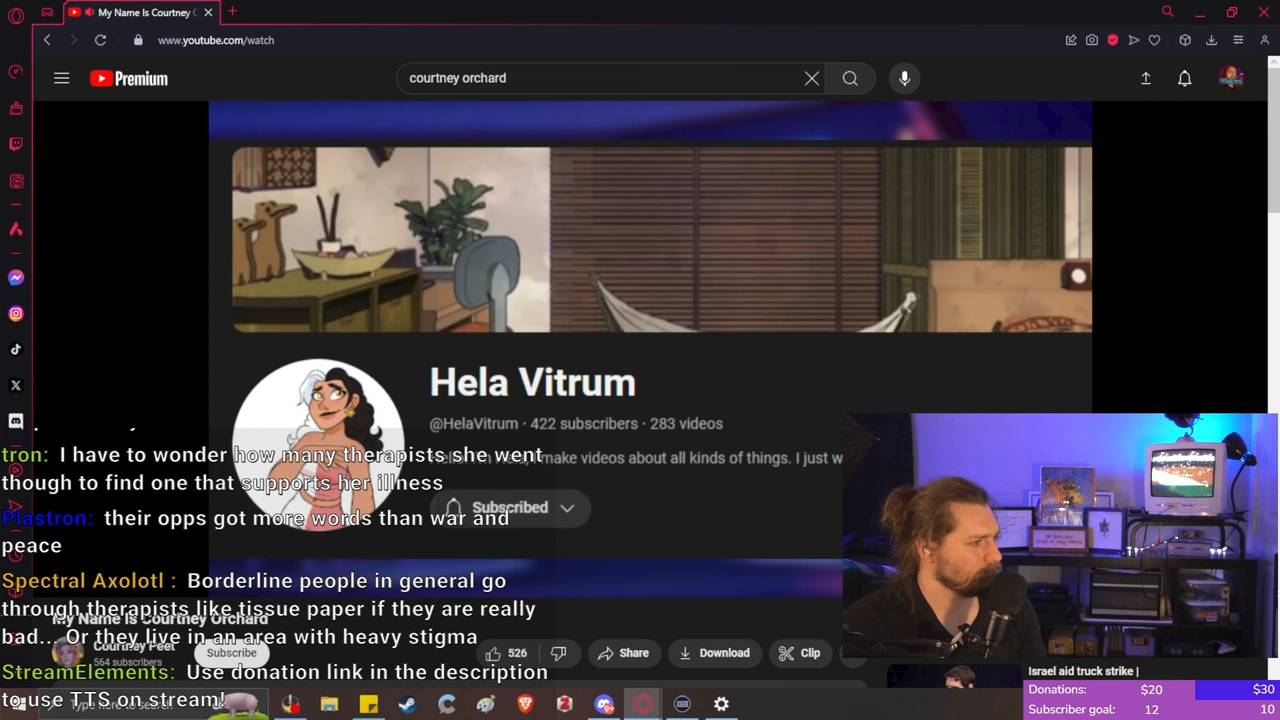 My Name Is Courtney
www.youtube.com/watch
Premium
courtney orchard
Hela Vitrum
@HelaVitrum · 422 subscribers · 283 videos
I make videos about all kinds of things. I just w
Subscribed
tron: I have to wonder how many therapists she went
though to find one that supports her illness
Plastron: their opps got more words than war and
peace
Spectral Axolotl : Borderline people in general go
through therapists like tissue paper if they are really
bad... Or they live in an area with heavy stigma
StreamElements: Use donation link in the description
to use TTS on stream!
My Name Is Courtney Orchard
Courtney Peet
564 subscribers
Subscribe
526
Share
Download
Clip
Israel aid truck strike |
Donations: $20 $30
Subscriber goal: 12 10